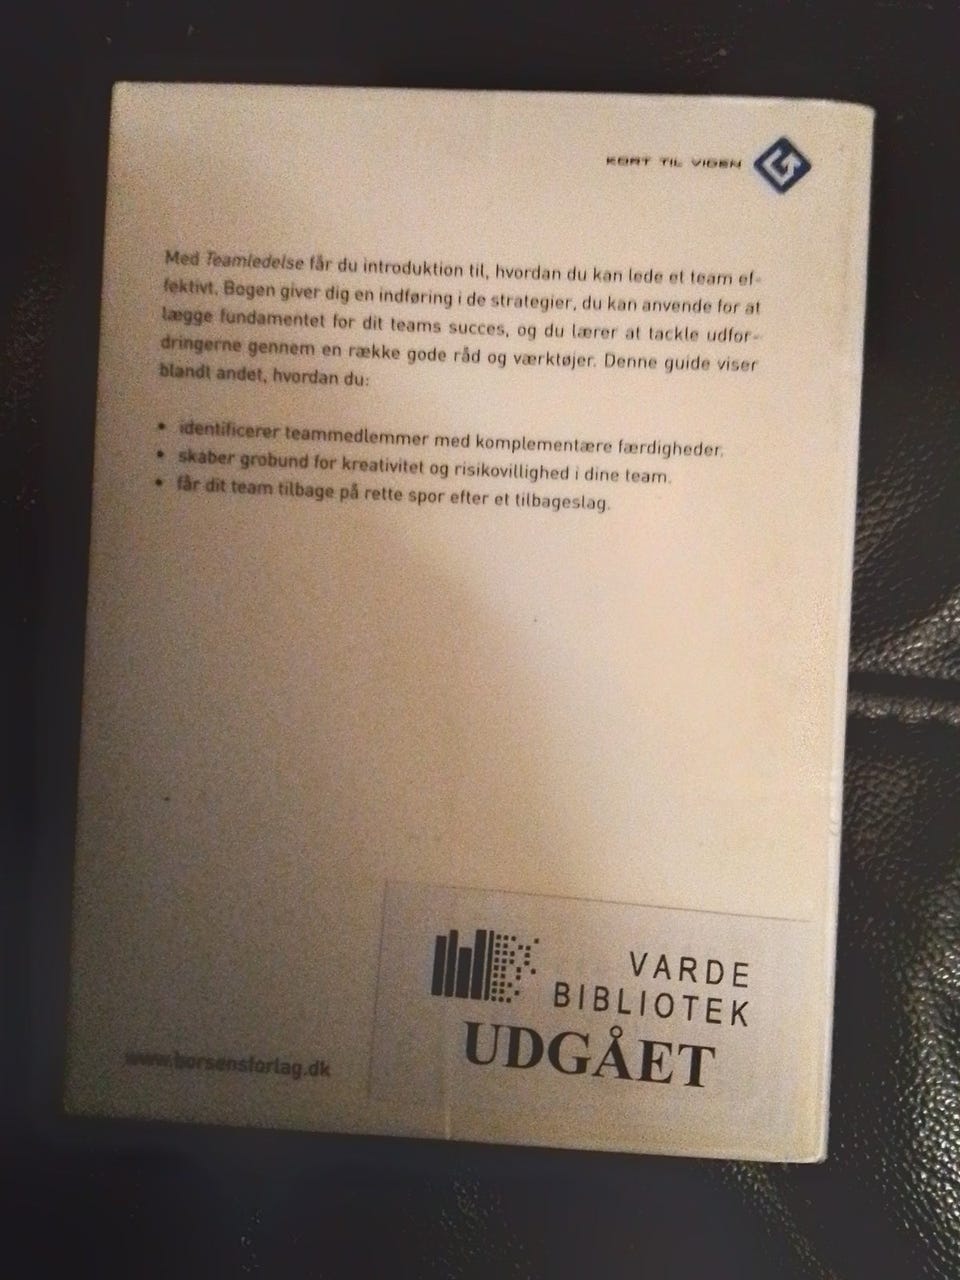 KORT TIL VIDEN
Med Teamledelse får du introduktion til, hvordan du kan lede et team ef-
fektivt. Bogen giver dig en indføring i de strategier, du kan anvende for at
lægge fundamentet for dit teams succes, og du lærer at tackle udfor-
dringerne gennem en række gode råd og værktøjer. Denne guide viser
blandt andet, hvordan du:
• identificerer teammedlemmer med komplementære færdigheder.
• skaber grobund for kreativitet og risikovillighed i dine team.
• får dit team tilbage på rette spor efter et tilbageslag.
VARDE
BIBLIOTEK
UDGÅET
www.borsensforlag.dk